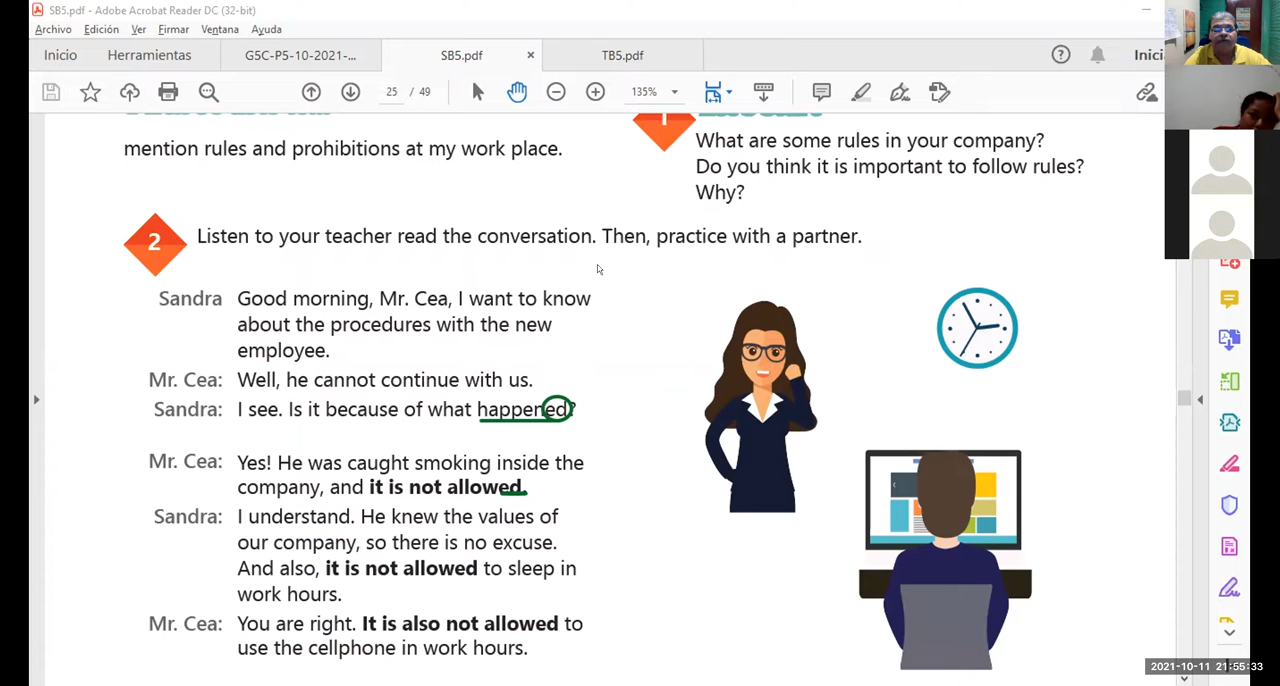 SB5.pdf - Adobe Acrobat Reader DC (32-bit)
Archivo Edición Ver Firmar Ventana Ayuda
Inicio Herramientas G5C-P5-10-2021-... SB5.pdf × TB5.pdf Inici
25 / 49 135%
mention rules and prohibitions at my work place.
1
What are some rules in your company?
Do you think it is important to follow rules?
Why?
2 Listen to your teacher read the conversation. Then, practice with a partner.
Sandra Good morning, Mr. Cea, I want to know
about the procedures with the new
employee.
Mr. Cea: Well, he cannot continue with us.
Sandra: I see. Is it because of what happened?
Mr. Cea: Yes! He was caught smoking inside the
company, and it is not allowed.
Sandra: I understand. He knew the values of
our company, so there is no excuse.
And also, it is not allowed to sleep in
work hours.
Mr. Cea: You are right. It is also not allowed to
use the cellphone in work hours.
2021-10-11 21:55:33